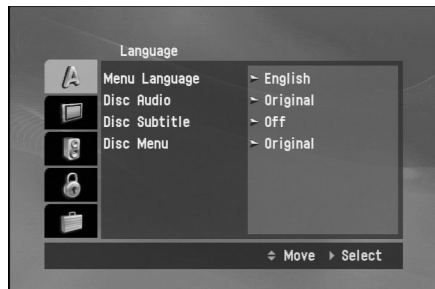 Language
Menu Language ► English
Disc Audio ► Original
Disc Subtitle ► Off
Disc Menu ► Original
Move ► Select